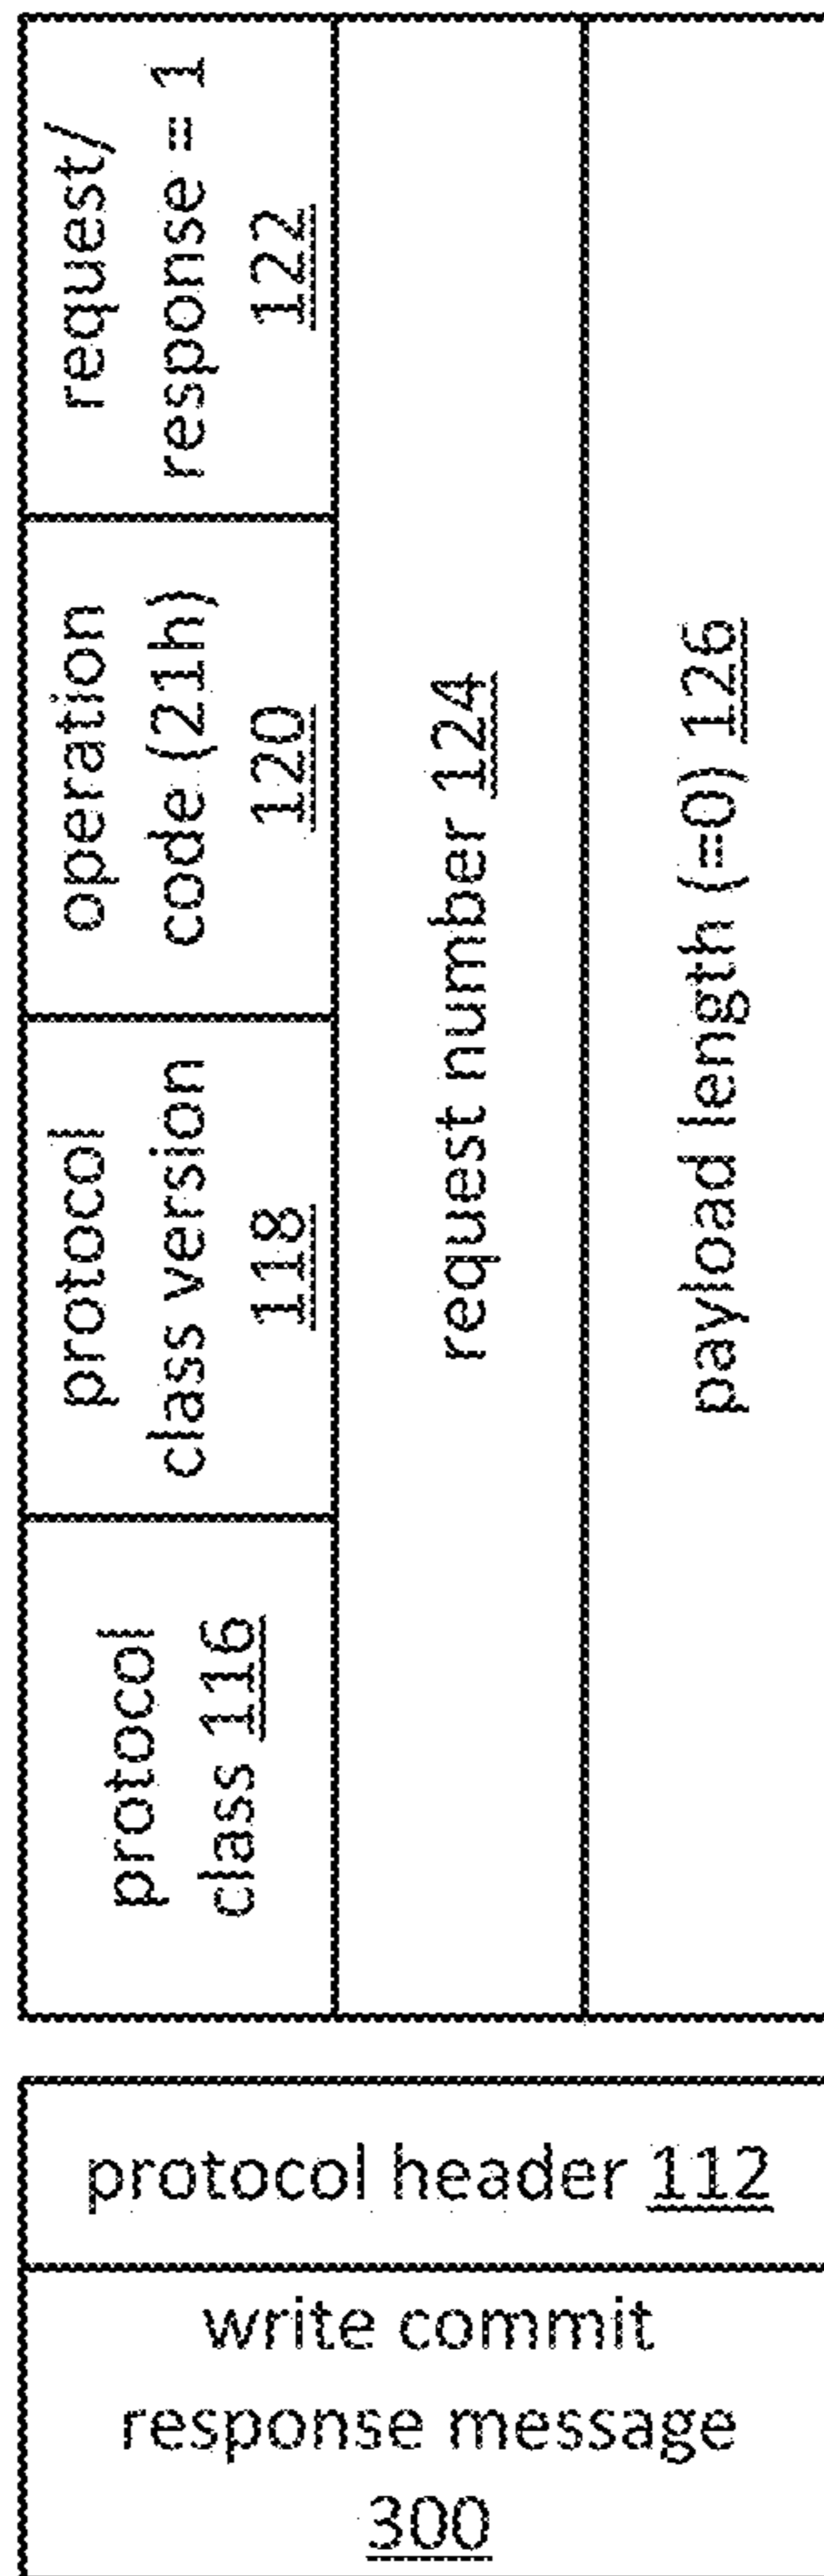 protocol
class 116
protocol
class version
118
operation
code (21h)
120
request/
response = 1
122
request number 124
payload length (=0) 126
protocol header 112
write commit
response message
300